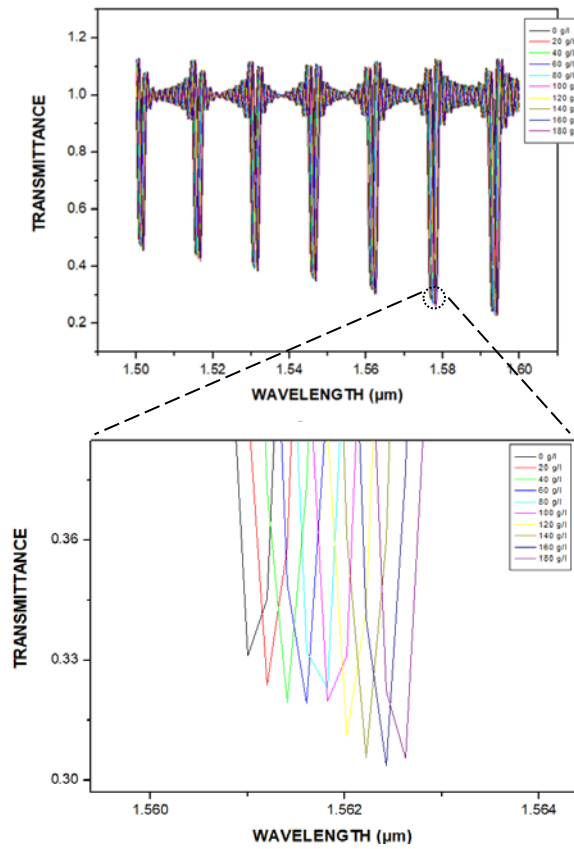 1.2
1.0
0.8
0.6
0.4
0.2
TRANSMITTANCE
1.50
1.52
1.54
1.56
1.58
1.60
WAVELENGTH (µm)
0 g/l
20 g/l
40 g/l
60 g/l
80 g/l
100 g
120 g
140 g
160 g
180 g
0.36
0.33
0.30
TRANSMITTANCE
1.560
1.562
1.564
WAVELENGTH (µm)
0 g/l
20 g/l
40 g/l
60 g/l
80 g/l
100 g/l
120 g/l
140 g/l
160 g/l
180 g/l